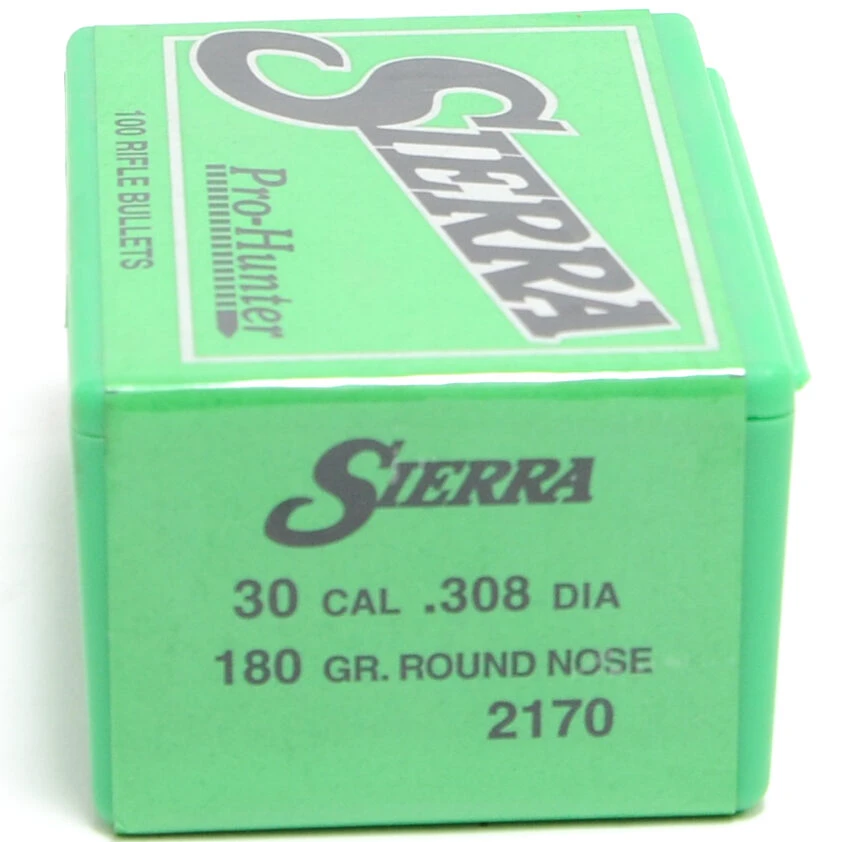 SIERRA
Pro-Hunter
100 RIFLE BULLETS
SIERRA
30 CAL .308 DIA
180 GR. ROUND NOSE
2170